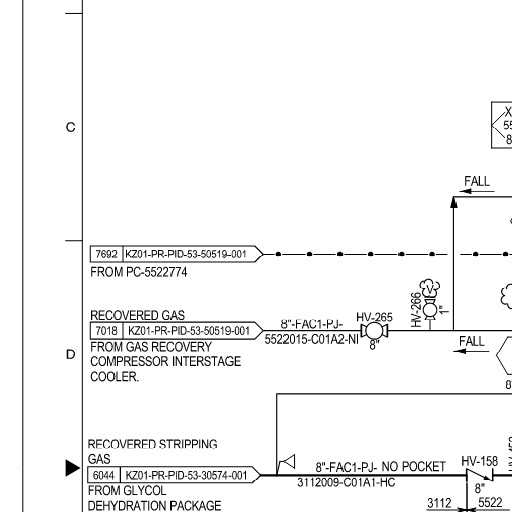 C
X
55
8
FALL
7692 KZ01-PR-PID-53-50519-001
FROM PC-5522774
RECOVERED GAS
7018 KZ01-PR-PID-53-50519-001
FROM GAS RECOVERY
COMPRESSOR INTERSTAGE
COOLER.
8"-FAC1-PJ-
5522015-C01A2-NI
HV-265
8"
HV-266
V
1"
FALL
D
RECOVERED STRIPPING
GAS
6044 KZ01-PR-PID-53-30574-001
FROM GLYCOL
DEHYDRATION PACKAGE
8"-FAC1-PJ- NO POCKET
3112009-C01A1-HC
HV-158
8"
3112 5522